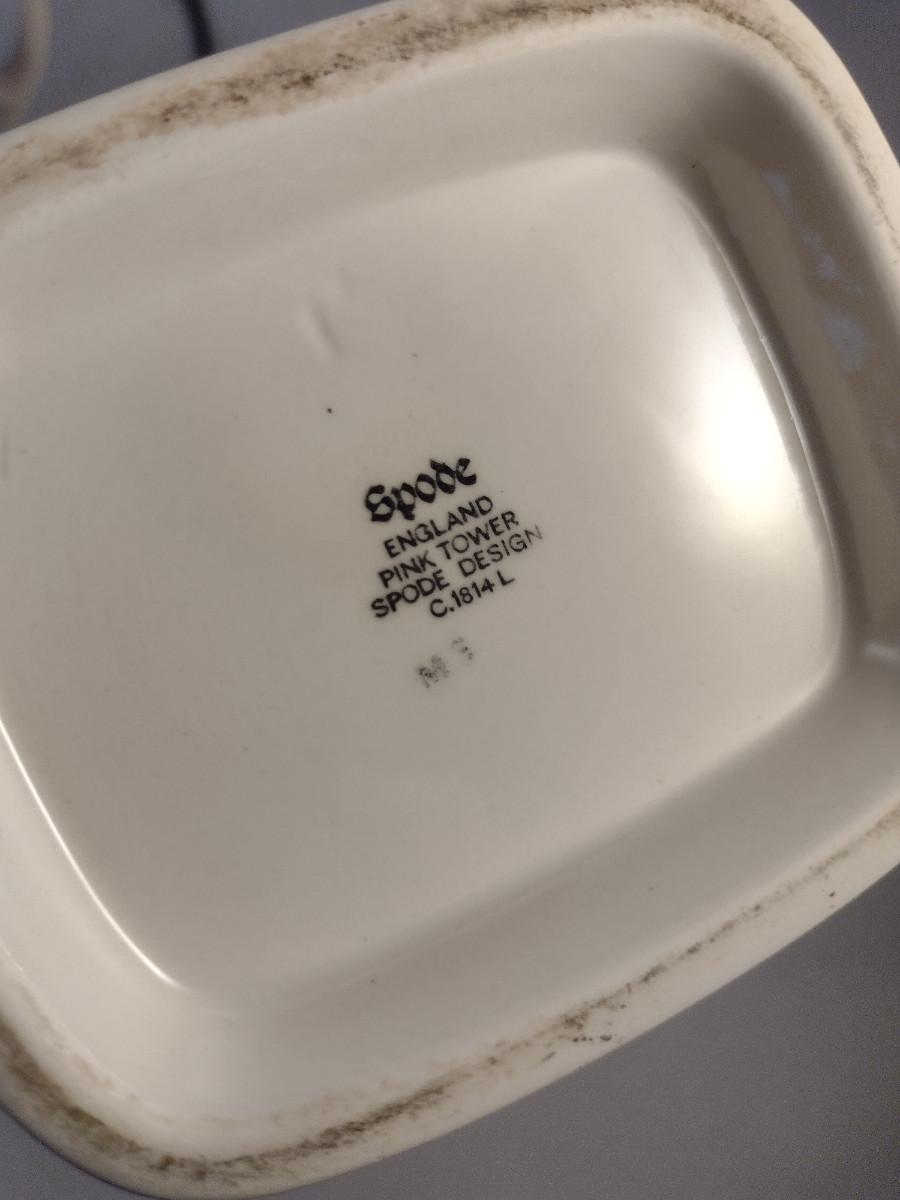 Spode
ENGLAND
PINK TOWER
SPODE DESIGN
C.1814 L
M